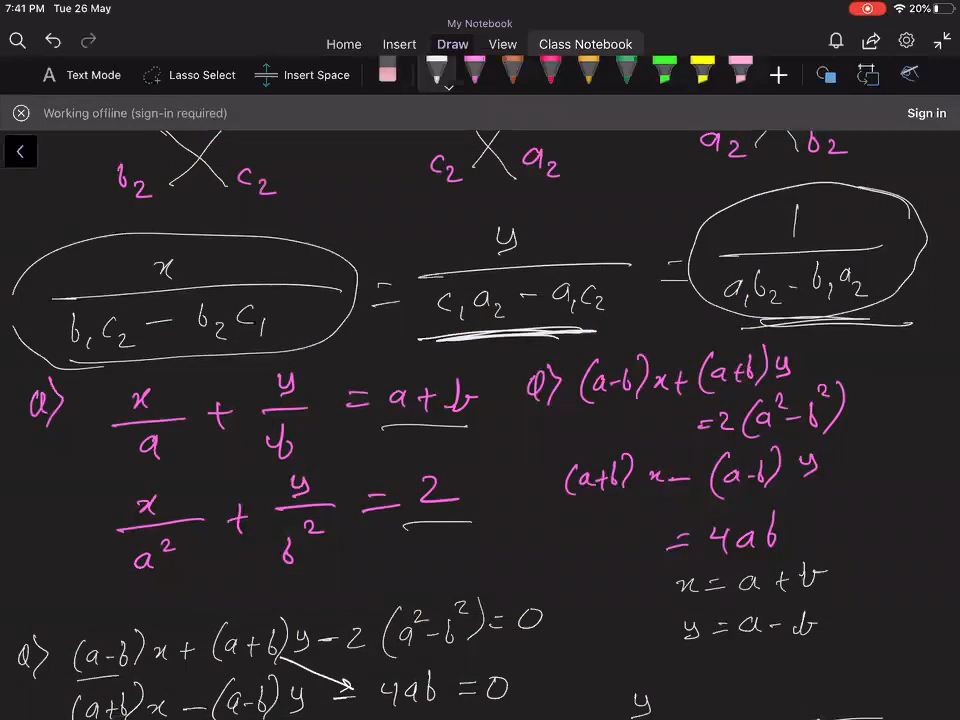 7:41 PM Tue 26 May
20%
My Notebook
Home Insert Draw View Class Notebook
Text Mode Lasso Select Insert Space
Working offline (sign-in required) Sign in
b₂ c₂ c₂ a₂ a₂ b₂
x/(b₁c₂ - b₂c₁) = y/(c₁a₂ - a₁c₂) = 1/(a₁b₂ - b₁a₂)
Q> x/a + y/b = a + b
x/a² + y/b² = 2
Q> (a-b)x + (a+b)y
= 2(a² - b²)
(a+b)x - (a-b)y
= 4ab
x = a + b
y = a - b
Q> (a-b)x + (a+b)y - 2(a² - b²) = 0
(a+b)x - (a-b)y - 4ab = 0
y